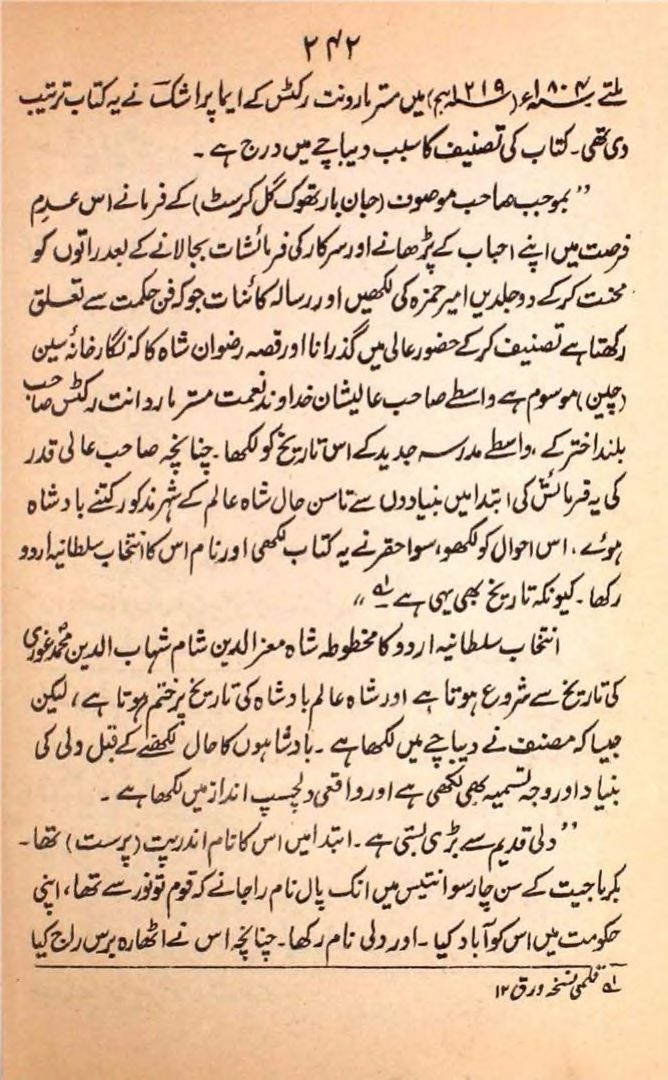 ۲۴۲
ملتے ۱۸۰۴ء (۱۲۱۹ہم) میں مسٹر مارونت رکٹس کے ایما پر اشک نے یہ کتاب ترتیب
دی تھی۔ کتاب کی تصنیف کا سبب دیباچے میں درج ہے۔
”بموجب صاحب موصوف (جان بارتھوک گل کرسٹ) کے فرمانے اس عدم
فرصت میں اپنے احباب کے پڑھانے اور سرکار کی فرمائشات بجالانے کے بعد راتوں کو
محنت کر کے دو جلدیں امیر حمزہ کی لکھیں اور رسالہ کائنات جو کہ فن حکمت سے تعلق
رکھتا ہے تصنیف کر کے حضور عالی میں گذرانا اور قصہ رضوان شاہ کا کہ نگار خانۂ سین
(چین) موسوم ہے واسطے صاحب عالیشان خداوند نعمت مسٹر ماردانت رکٹس صاحب
بلند اختر کے، واسطے مدرسہ جدید کے اس تاریخ کو لکھا۔ چنانچہ صاحب عالی قدر
کی یہ فرمائش کی ابتدا میں بنیادوں سے تاسن حال شاہ عالم کے شہر مذکور کتنے بادشاہ
ہوئے، اس احوال کو لکھو، سو احقر نے یہ کتاب لکھی اور نام اس کا انتخاب سلطانیہ اردو
رکھا۔ کیونکہ تاریخ بھی یہی ہے ؎۱“
انتخاب سلطانیہ اردو کا مخطوطہ شاہ معز الدین شام شہاب الدین محمد غوری
کی تاریخ سے شروع ہوتا ہے اور شاہ عالم بادشاہ کی تاریخ پر ختم ہوتا ہے، لیکن
جیسا کہ مصنف نے دیباچے میں لکھا ہے۔ بادشاہوں کا حال لکھنے کے قبل دلی کی
بنیاد اور وجہ تسمیہ بھی لکھی ہے اور واقعی دلچسپ انداز میں لکھا ہے۔
”دلی قدیم سے بڑی بستی ہے۔ ابتدا میں اس کا نام اندرپت (پرست) تھا۔
بکرماجیت کے سن چار سو انتیس میں انک پال نام راجا نے کہ قوم تونور سے تھا، اپنی
حکومت میں اس کو آباد کیا۔ اور دلی نام رکھا۔ چنانچہ اس نے اٹھارہ برس راج کیا
؎۱ قلمی نسخہ ورق ۱۲